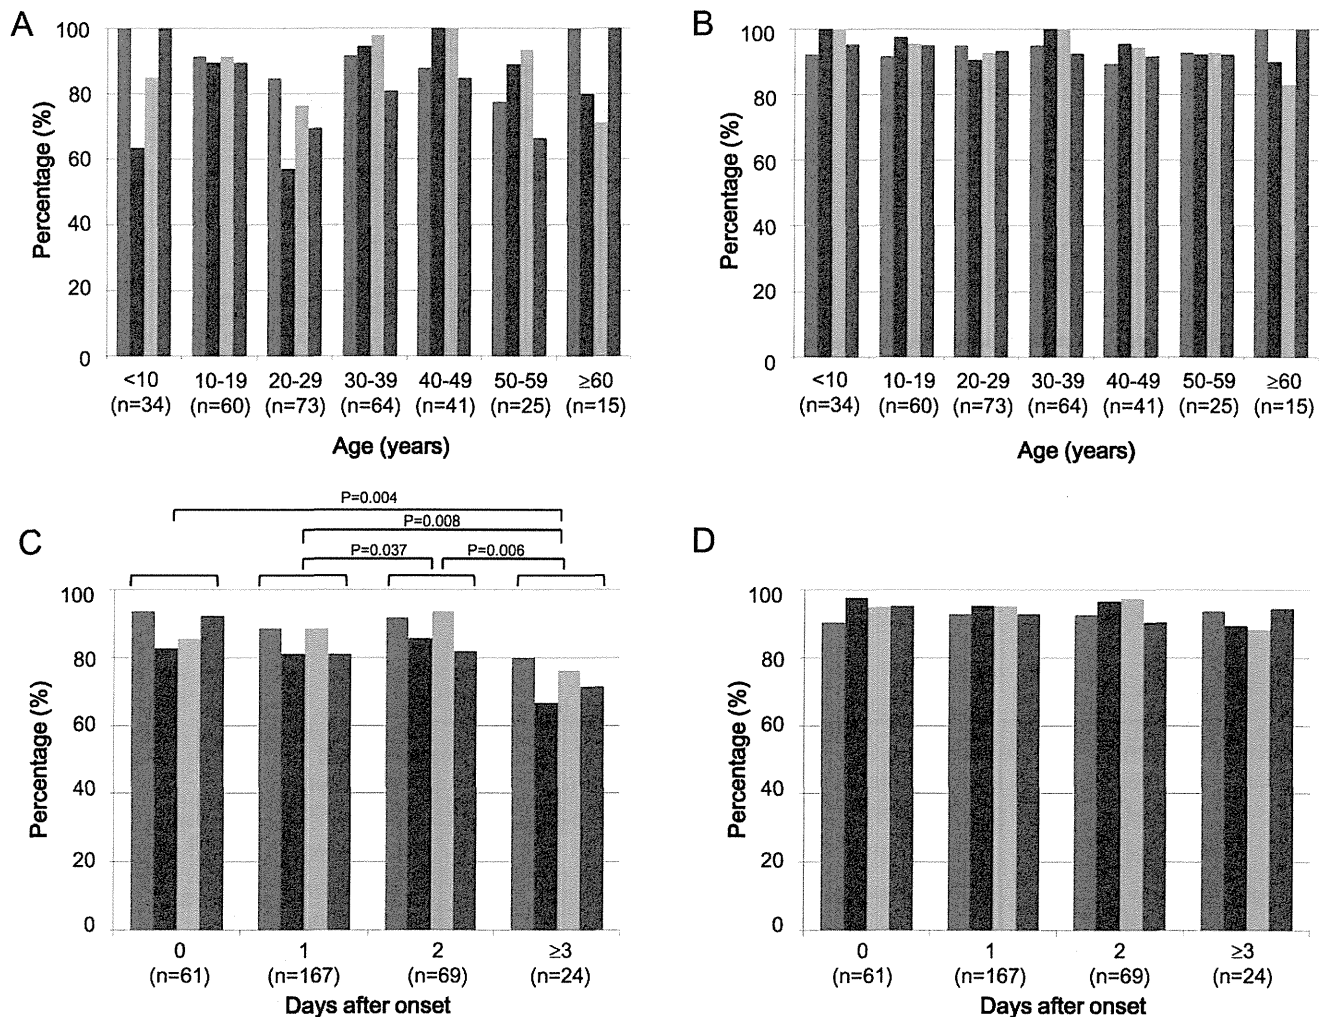 A
Percentage (%)
100
80
60
40
20
0
<10 10-19 20-29 30-39 40-49 50-59 ≥60
(n=34) (n=60) (n=73) (n=64) (n=41) (n=25) (n=15)
Age (years)
B
Percentage (%)
100
80
60
40
20
0
<10 10-19 20-29 30-39 40-49 50-59 ≥60
(n=34) (n=60) (n=73) (n=64) (n=41) (n=25) (n=15)
Age (years)
C
P=0.004
P=0.008
P=0.037 P=0.006
Percentage (%)
100
80
60
40
20
0
0 1 2 ≥3
(n=61) (n=167) (n=69) (n=24)
Days after onset
D
Percentage (%)
100
80
60
40
20
0
0 1 2 ≥3
(n=61) (n=167) (n=69) (n=24)
Days after onset